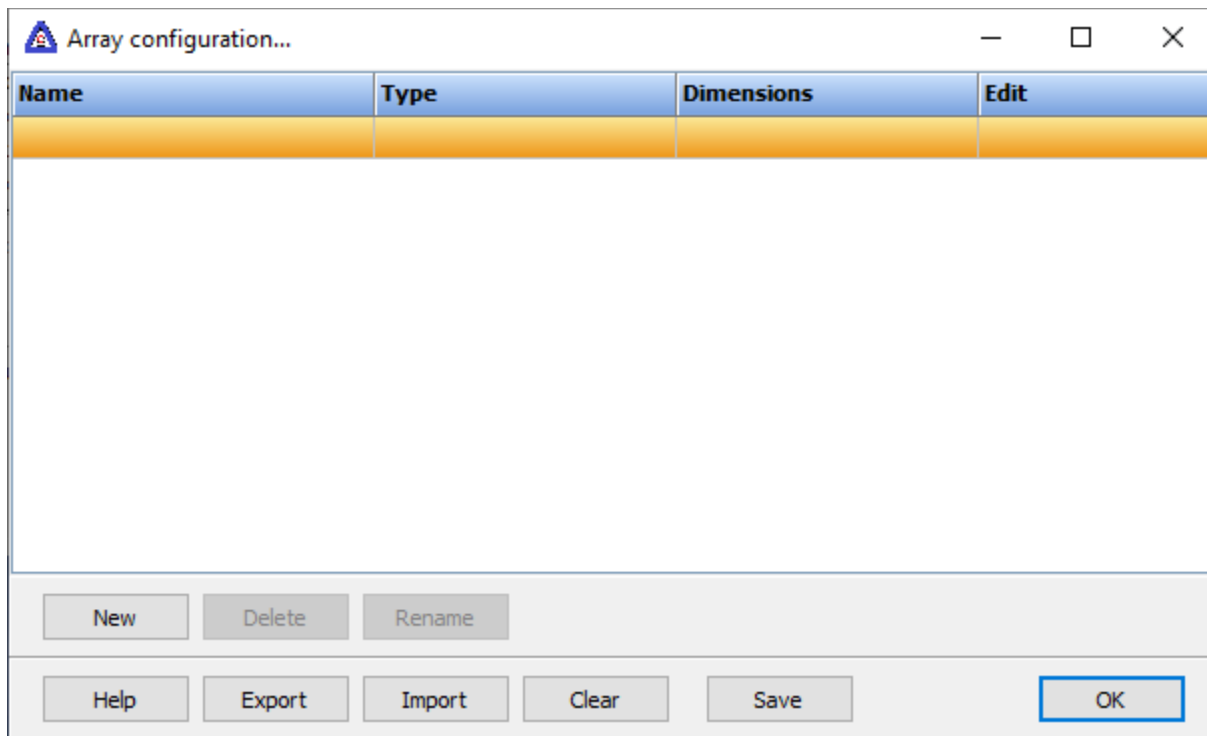 Array configuration...
Name Type Dimensions Edit
New Delete Rename
Help Export Import Clear Save OK